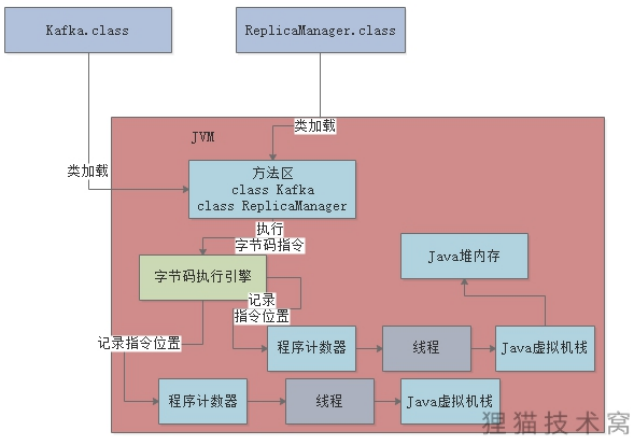 Kafka.class
ReplicaManager.class
类加载
JVM
类加载
方法区
class Kafka
class ReplicaManager
执行
字节码指令
Java堆内存
字节码执行引擎
记录
指令位置
记录指令位置
程序计数器
线程
Java虚拟机栈
程序计数器
线程
Java虚拟机栈
狸猫技术窝